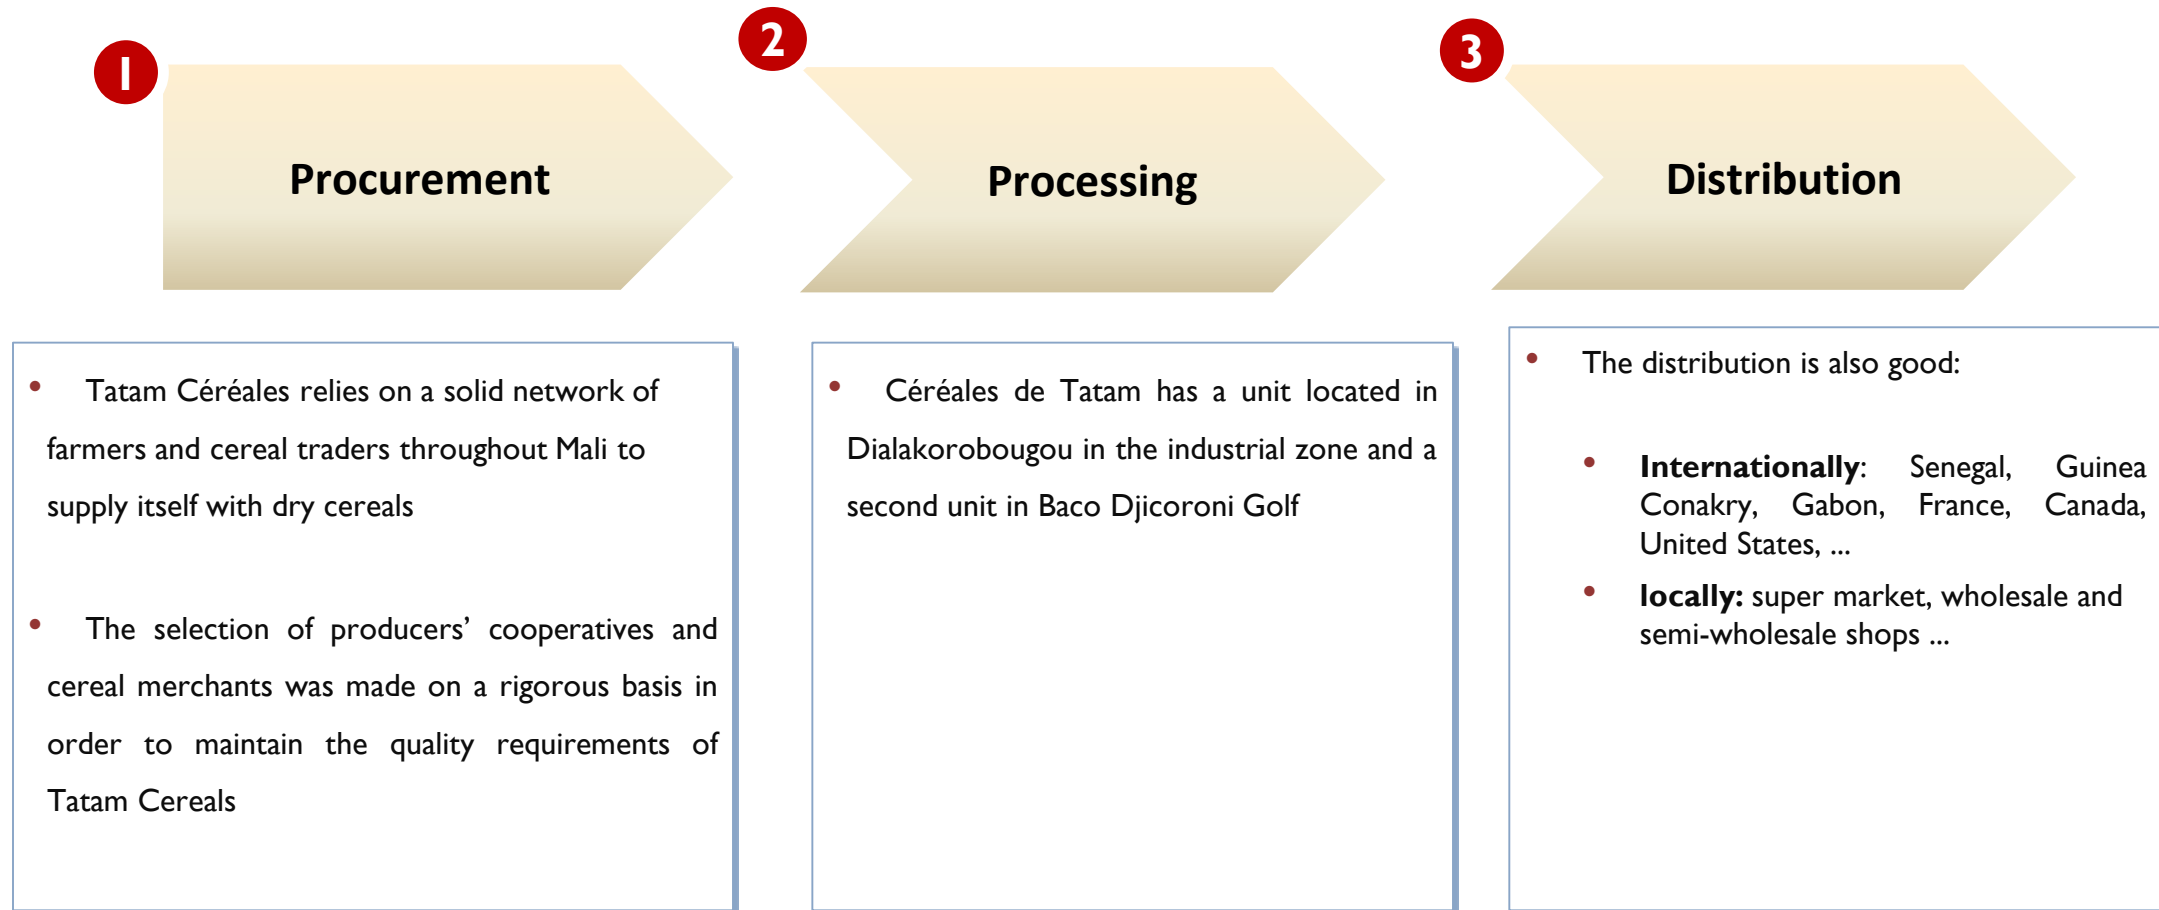 1
Procurement
• Tatam Céréales relies on a solid network of
farmers and cereal traders throughout Mali to
supply itself with dry cereals
• The selection of producers’ cooperatives and
cereal merchants was made on a rigorous basis in
order to maintain the quality requirements of
Tatam Cereals
2
Processing
• Céréales de Tatam has a unit located in
Dialakorobougou in the industrial zone and a
second unit in Baco Djicoroni Golf
3
Distribution
• The distribution is also good:
• Internationally: Senegal, Guinea
Conakry, Gabon, France, Canada,
United States, ...
• locally: super market, wholesale and
semi-wholesale shops ...